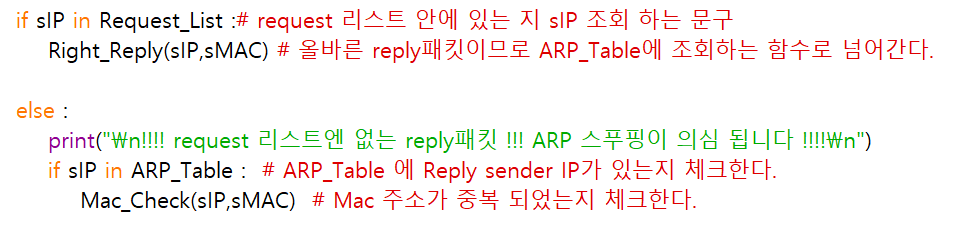 if sIP in Request_List :# request 리스트 안에 있는 지 sIP 조회 하는 문구
Right_Reply(sIP,sMAC) # 올바른 reply패킷이므로 ARP_Table에 조회하는 함수로 넘어간다.
else :
print("₩n!!!! request 리스트엔 없는 reply패킷 !!! ARP 스푸핑이 의심 됩니다 !!!!₩n")
if sIP in ARP_Table :  # ARP_Table 에 Reply sender IP가 있는지 체크한다.
Mac_Check(sIP,sMAC)  # Mac 주소가 중복 되었는지 체크한다.